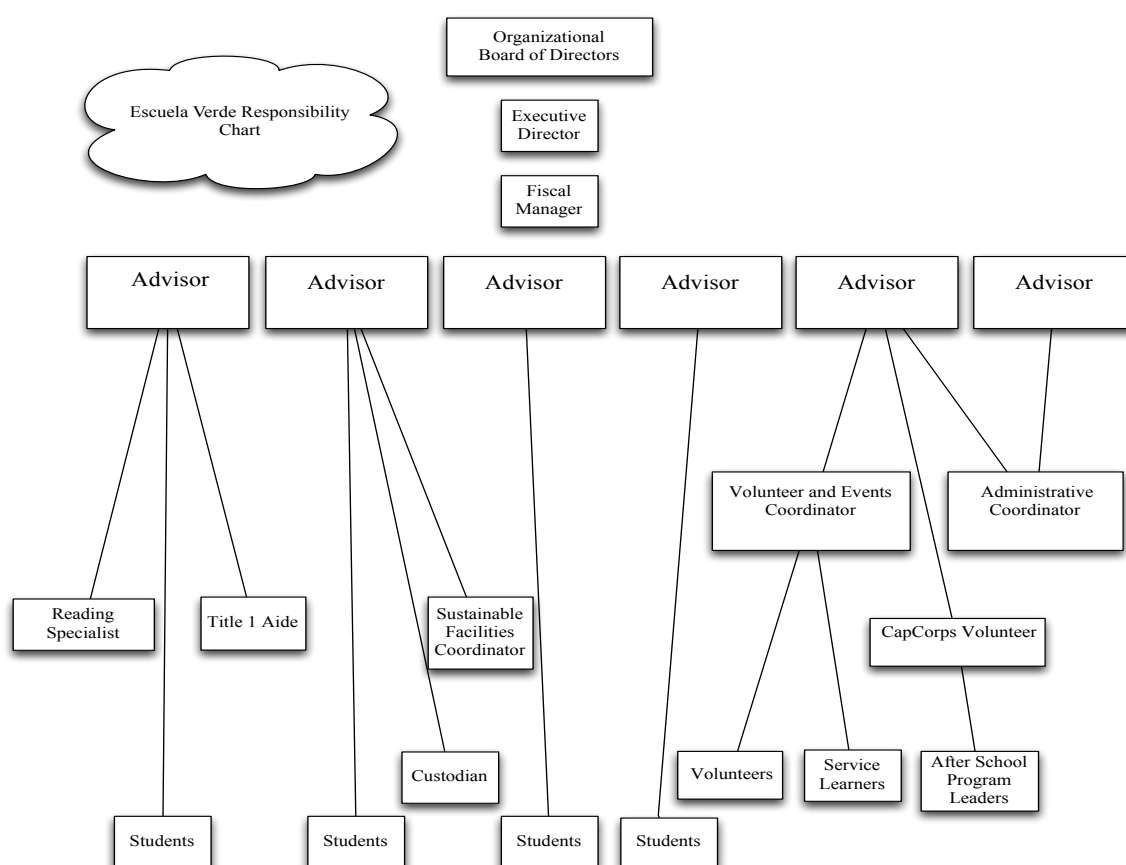 Organizational
Board of Directors
Escuela Verde Responsibility
Chart
Executive
Director
Fiscal
Manager
Advisor
Advisor
Advisor
Advisor
Advisor
Advisor
Volunteer and Events
Coordinator
Administrative
Coordinator
Reading
Specialist
Title 1 Aide
Sustainable
Facilities
Coordinator
CapCorps Volunteer
Custodian
Volunteers
Service
Learners
After School
Program
Leaders
Students
Students
Students
Students